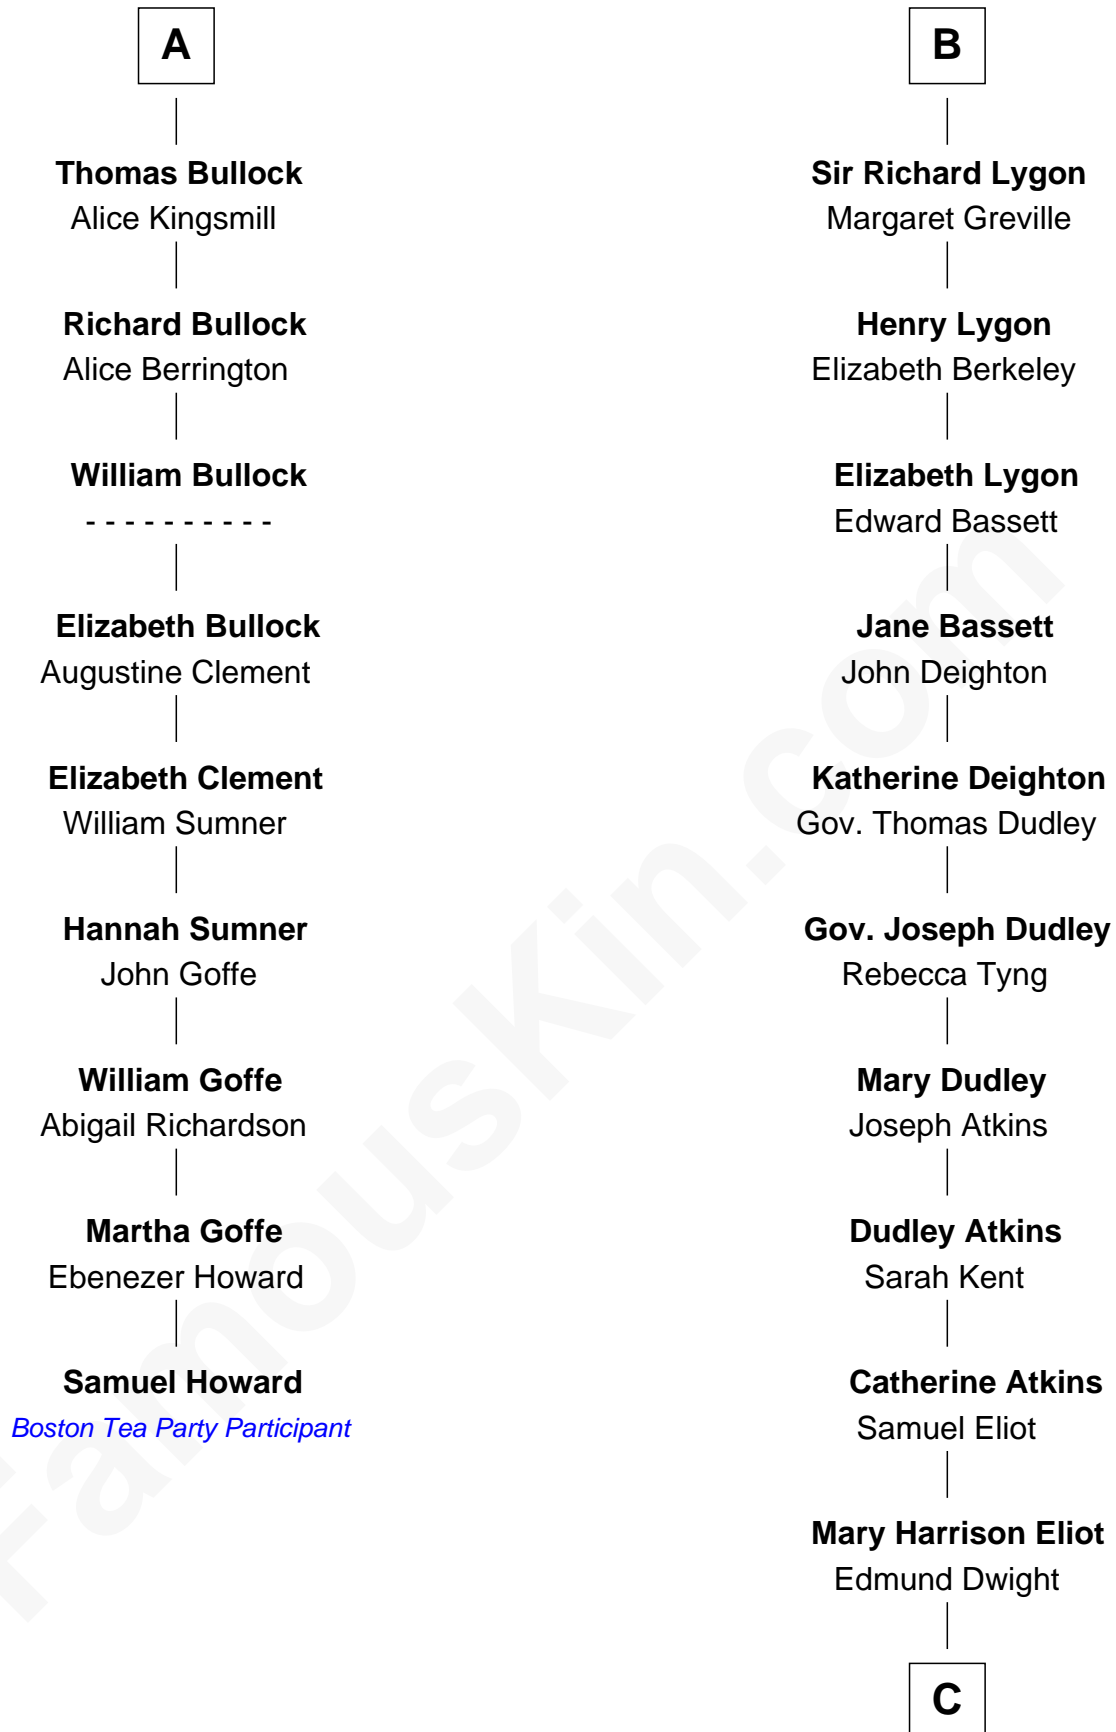 A
Thomas Bullock
Alice Kingsmill
Richard Bullock
Alice Berrington
William Bullock
- - - - - - - - - -
Elizabeth Bullock
Augustine Clement
Elizabeth Clement
William Sumner
Hannah Sumner
John Goffe
William Goffe
Abigail Richardson
Martha Goffe
Ebenezer Howard
Samuel Howard
Boston Tea Party Participant
B
Sir Richard Lygon
Margaret Greville
Henry Lygon
Elizabeth Berkeley
Elizabeth Lygon
Edward Bassett
Jane Bassett
John Deighton
Katherine Deighton
Gov. Thomas Dudley
Gov. Joseph Dudley
Rebecca Tyng
Mary Dudley
Joseph Atkins
Dudley Atkins
Sarah Kent
Catherine Atkins
Samuel Eliot
Mary Harrison Eliot
Edmund Dwight
C
FamousKin.com